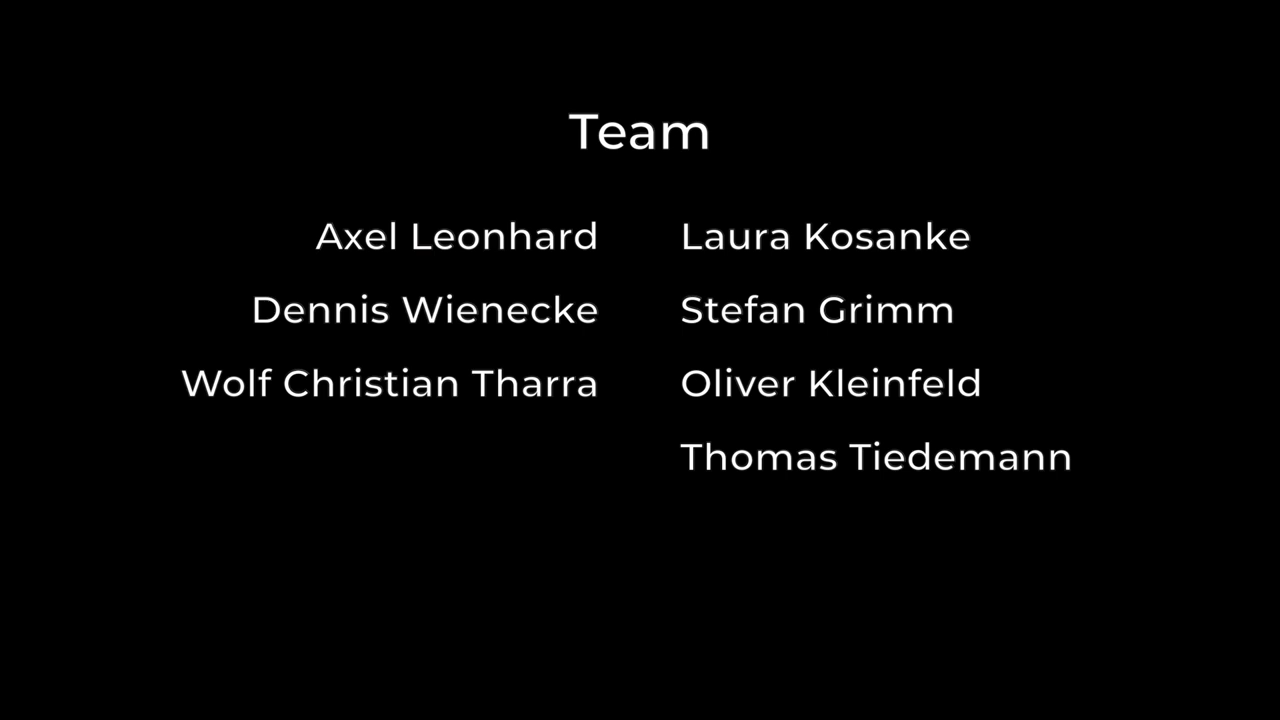 Team
Axel Leonhard Laura Kosanke
Dennis Wienecke Stefan Grimm
Wolf Christian Tharra Oliver Kleinfeld
Thomas Tiedemann